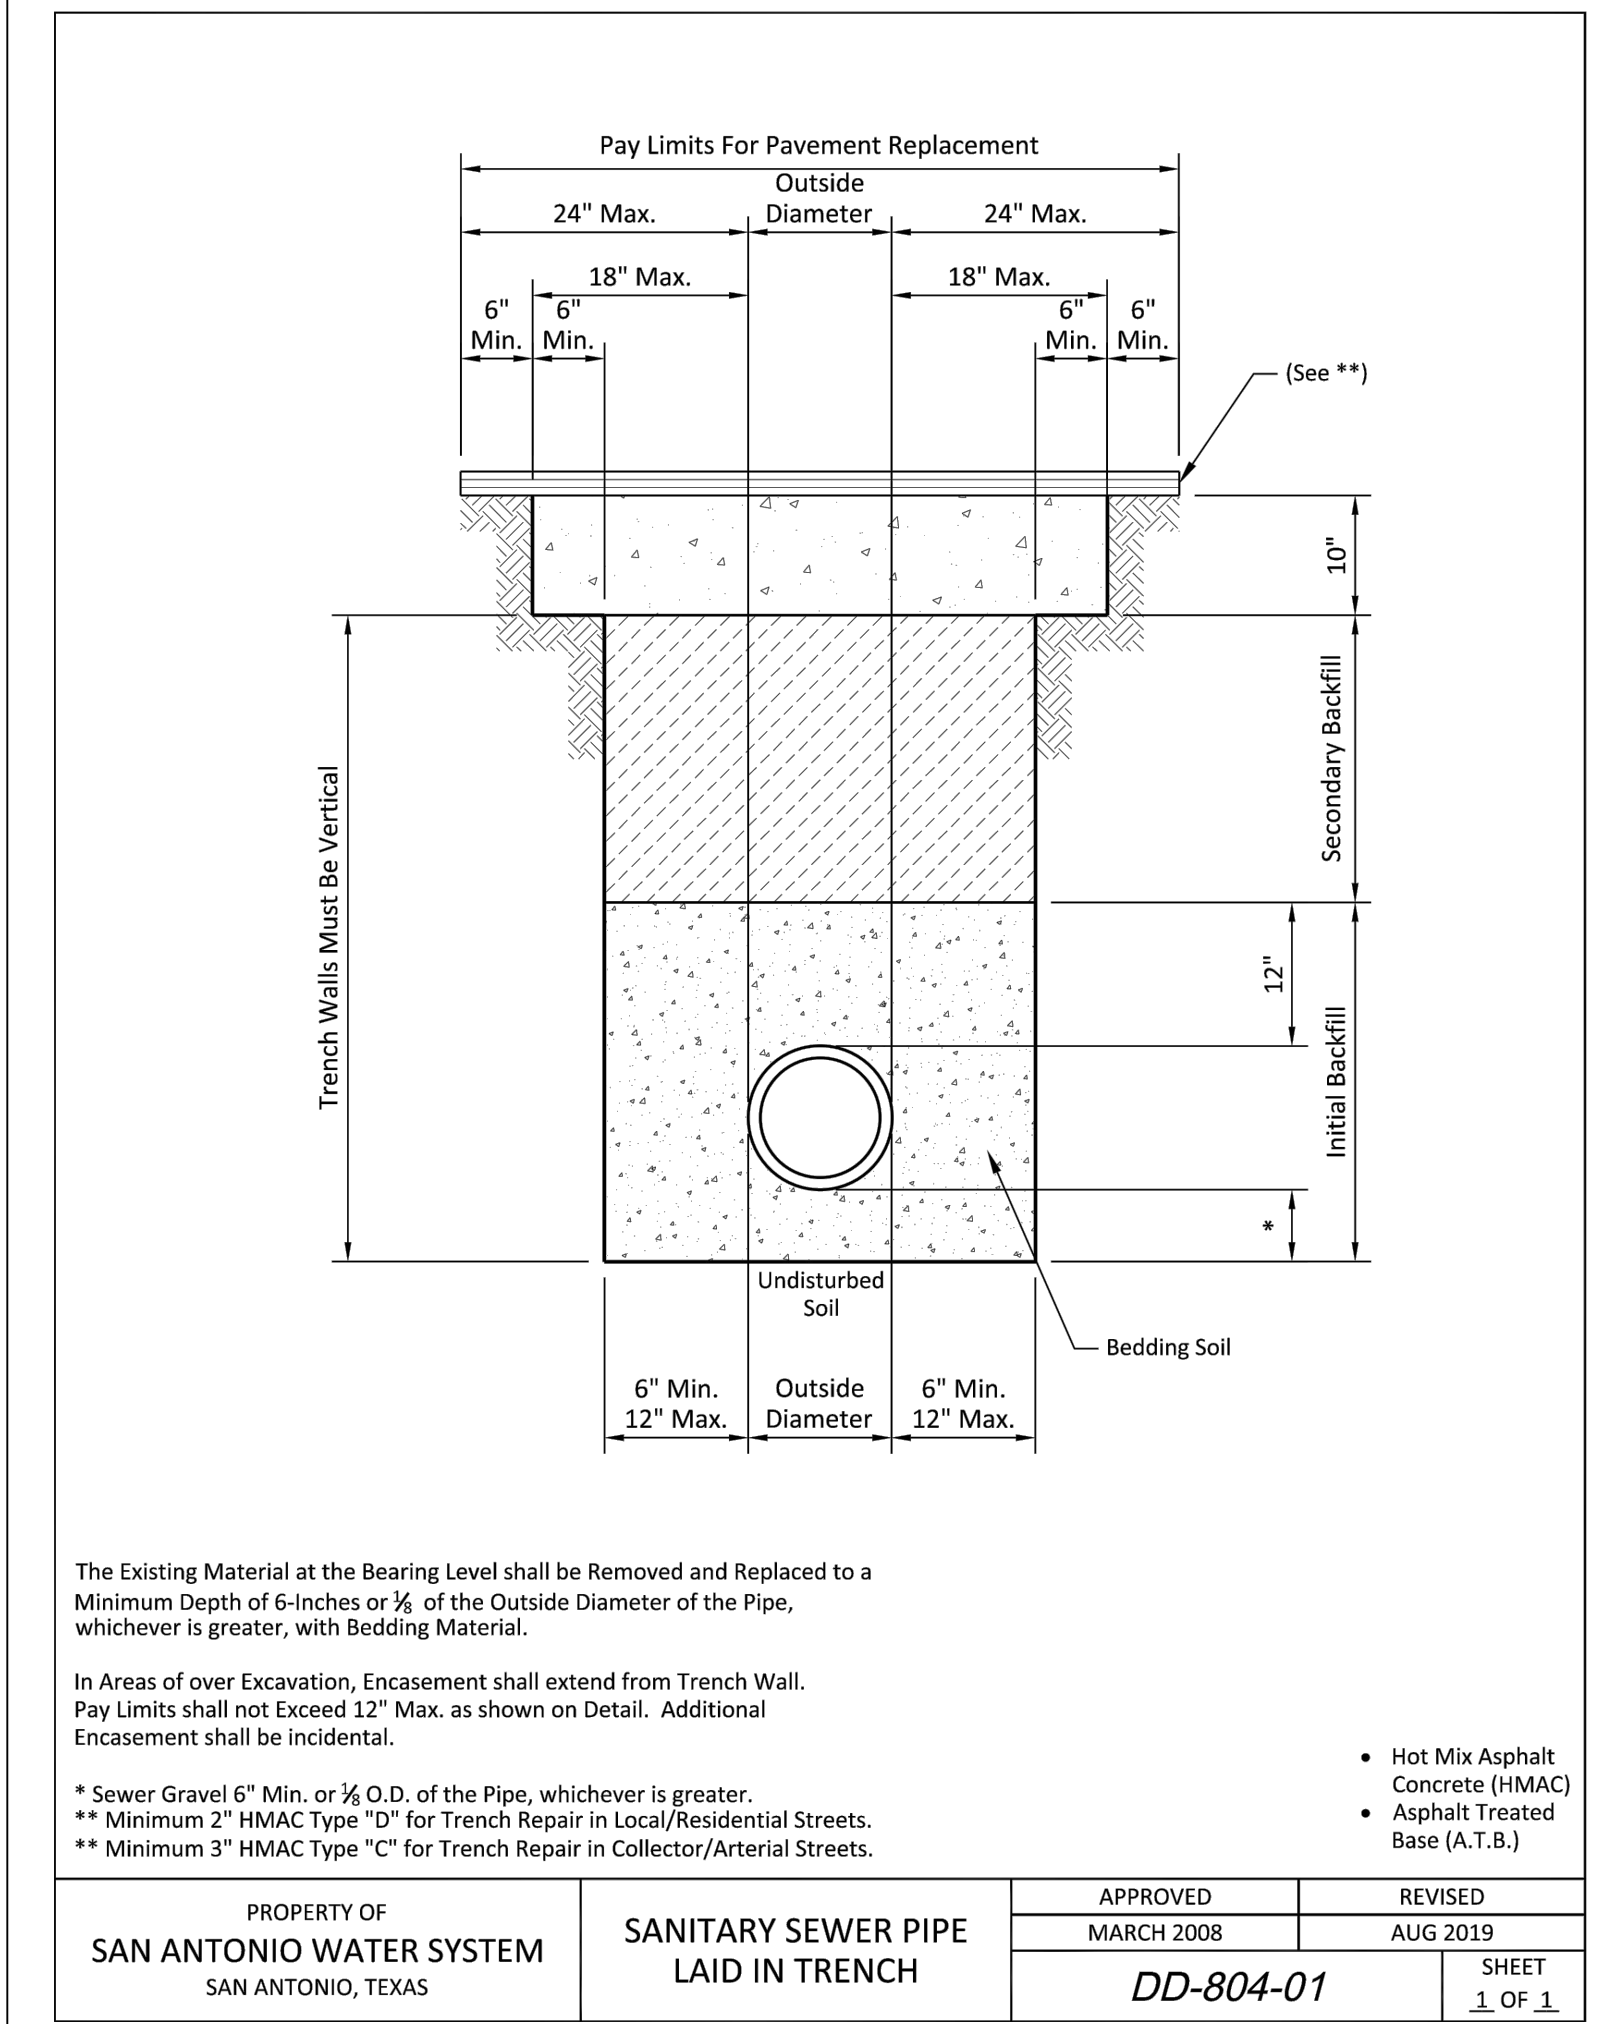 Pay Limits For Pavement Replacement
Outside
Diameter
24" Max.
24" Max.
18" Max.
18" Max.
6"
Min.
6"
Min.
6"
Min.
6"
Min.
(See **)
10"
Secondary Backfill
Trench Walls Must Be Vertical
12"
Initial Backfill
*
Undisturbed
Soil
Bedding Soil
6" Min.
12" Max.
Outside
Diameter
6" Min.
12" Max.
The Existing Material at the Bearing Level shall be Removed and Replaced to a
Minimum Depth of 6-Inches or ⅛ of the Outside Diameter of the Pipe,
whichever is greater, with Bedding Material.
In Areas of over Excavation, Encasement shall extend from Trench Wall.
Pay Limits shall not Exceed 12" Max. as shown on Detail. Additional
Encasement shall be incidental.
* Sewer Gravel 6" Min. or ⅛ O.D. of the Pipe, whichever is greater.
** Minimum 2" HMAC Type "D" for Trench Repair in Local/Residential Streets.
** Minimum 3" HMAC Type "C" for Trench Repair in Collector/Arterial Streets.
• Hot Mix Asphalt
Concrete (HMAC)
• Asphalt Treated
Base (A.T.B.)
PROPERTY OF
SAN ANTONIO WATER SYSTEM
SAN ANTONIO, TEXAS
SANITARY SEWER PIPE
LAID IN TRENCH
APPROVED
MARCH 2008
REVISED
AUG 2019
DD-804-01
SHEET
1 OF 1